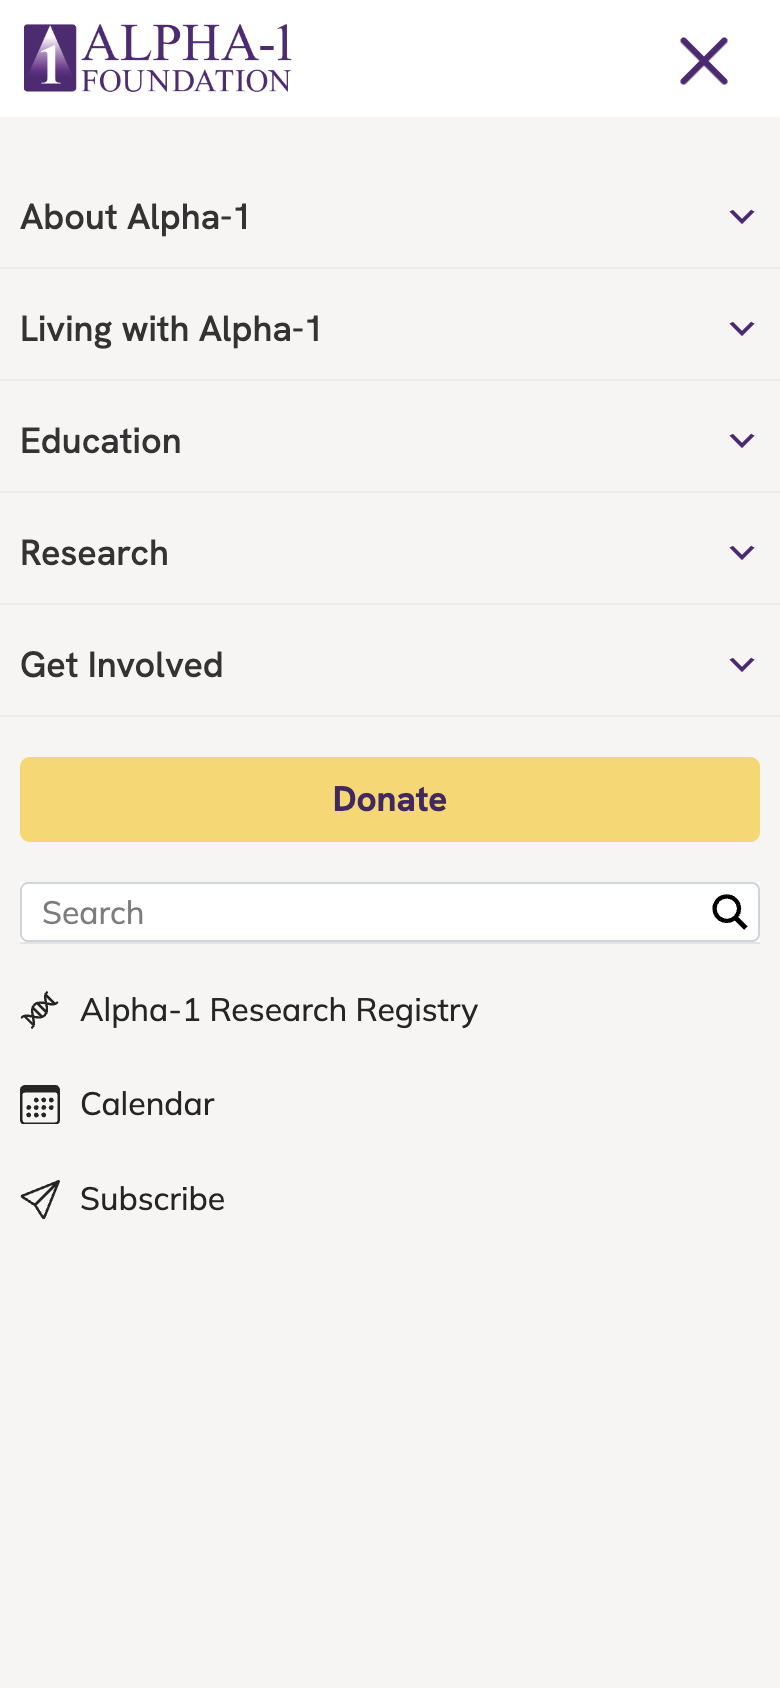 1 ALPHA-1
FOUNDATION
About Alpha-1
Living with Alpha-1
Education
Research
Get Involved
Donate
Search
Alpha-1 Research Registry
Calendar
Subscribe